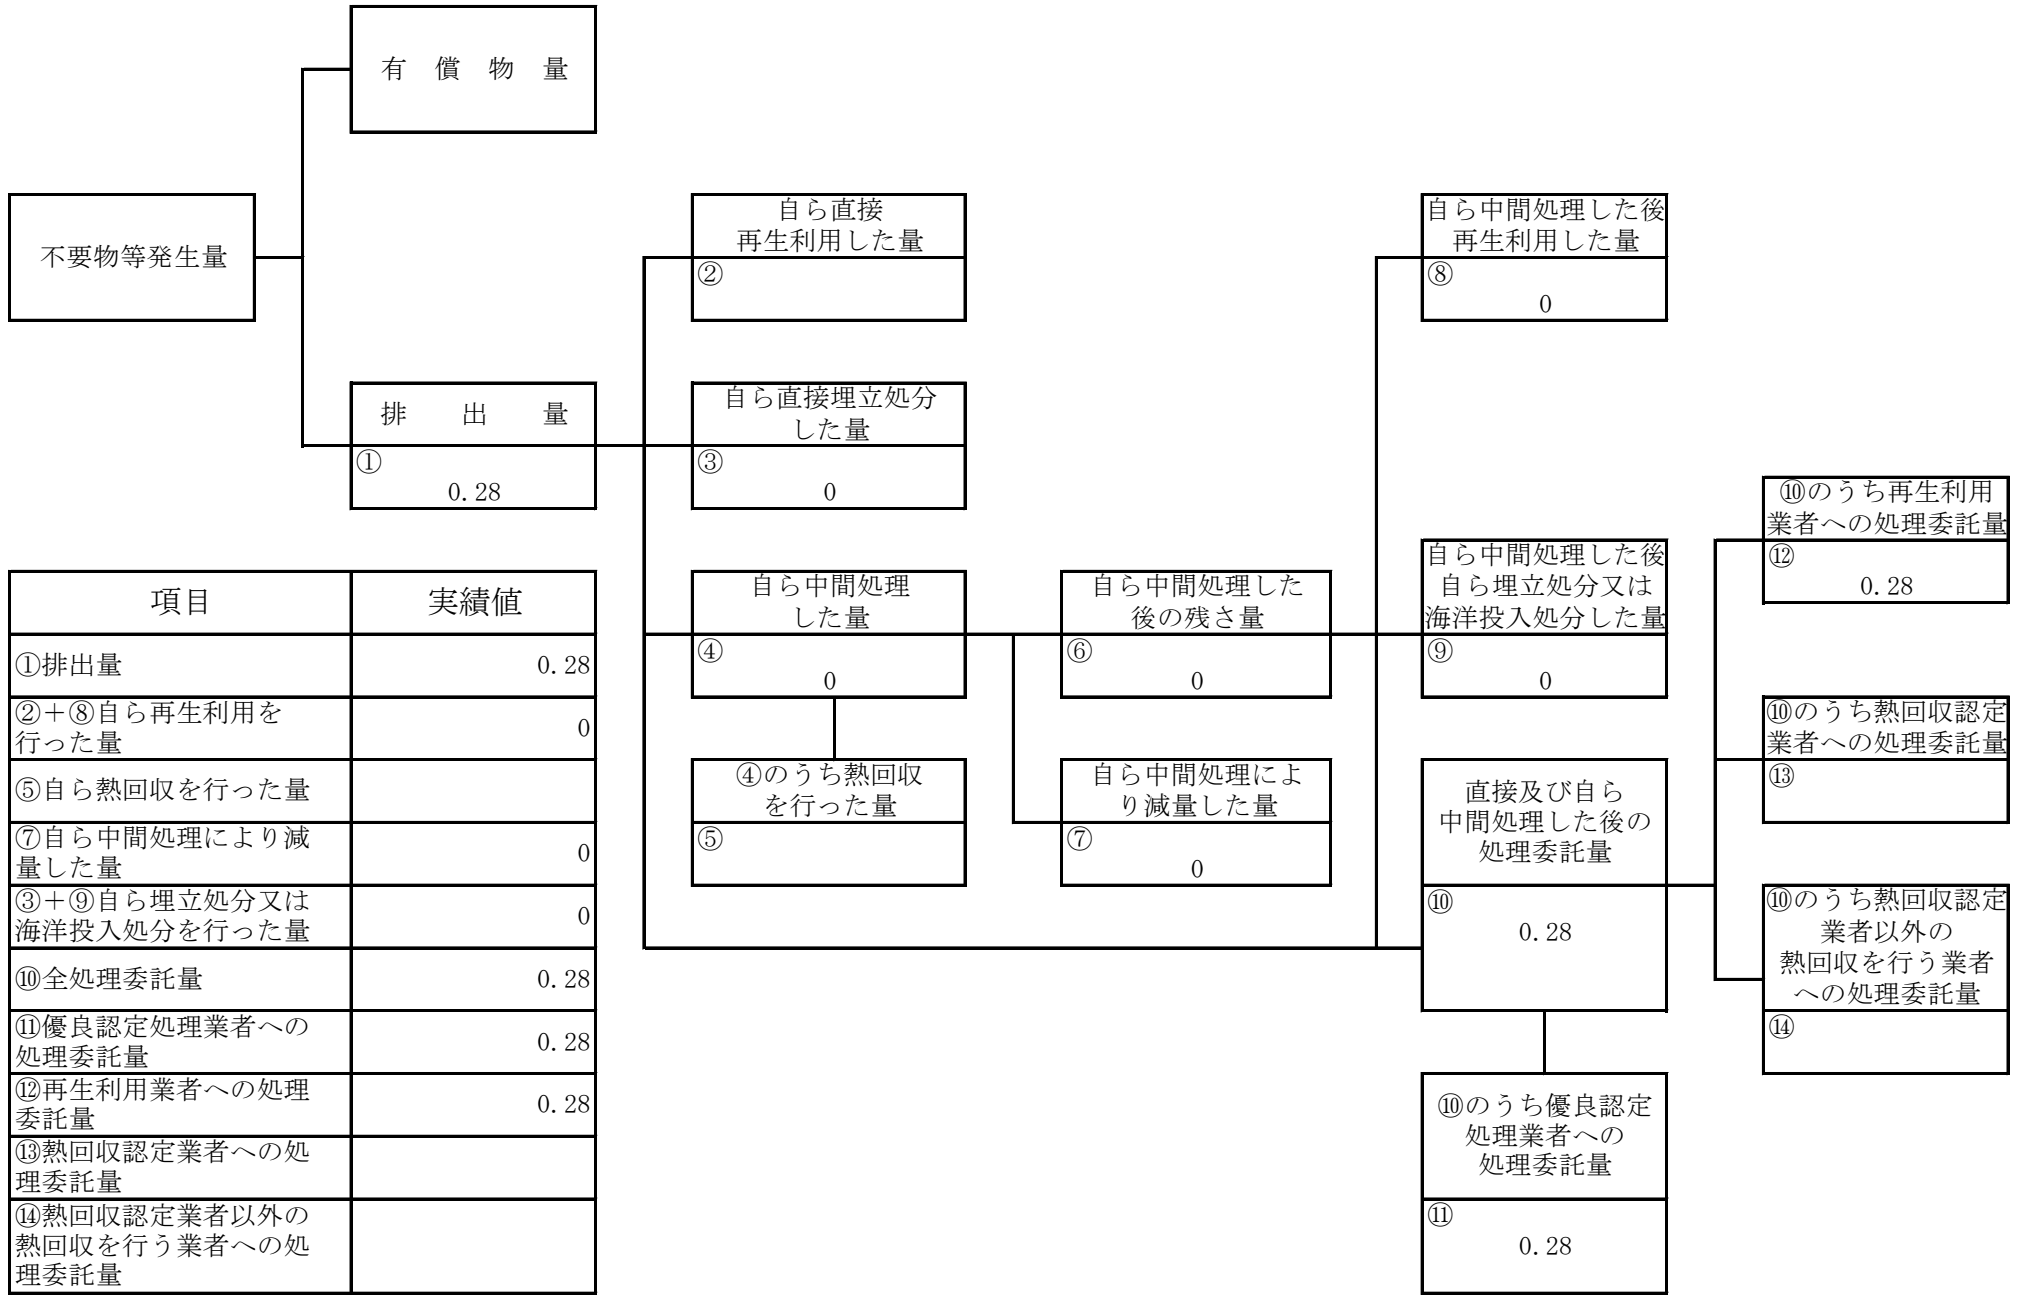 有　償　物　量
不要物等発生量
排　出　量
①
0.28
自ら直接
再生利用した量
②
自ら直接埋立処分
した量
③
0
自ら中間処理
した量
④
0
④のうち熱回収
を行った量
⑤
自ら中間処理した
後の残さ量
⑥
0
自ら中間処理によ
り減量した量
⑦
0
自ら中間処理した後
再生利用した量
⑧
0
自ら中間処理した後
自ら埋立処分又は
海洋投入処分した量
⑨
0
直接及び自ら
中間処理した後の
処理委託量
⑩
0.28
⑩のうち優良認定
処理業者への
処理委託量
⑪
0.28
⑩のうち再生利用
業者への処理委託量
⑫
0.28
⑩のうち熱回収認定
業者への処理委託量
⑬
⑩のうち熱回収認定
業者以外の
熱回収を行う業者
への処理委託量
⑭
項目 実績値
①排出量 0.28
②＋⑧自ら再生利用を
行った量 0
⑤自ら熱回収を行った量
⑦自ら中間処理により減
量した量 0
③＋⑨自ら埋立処分又は
海洋投入処分を行った量 0
⑩全処理委託量 0.28
⑪優良認定処理業者への
処理委託量 0.28
⑫再生利用業者への処理
委託量 0.28
⑬熱回収認定業者への処
理委託量
⑭熱回収認定業者以外の
熱回収を行う業者への処
理委託量